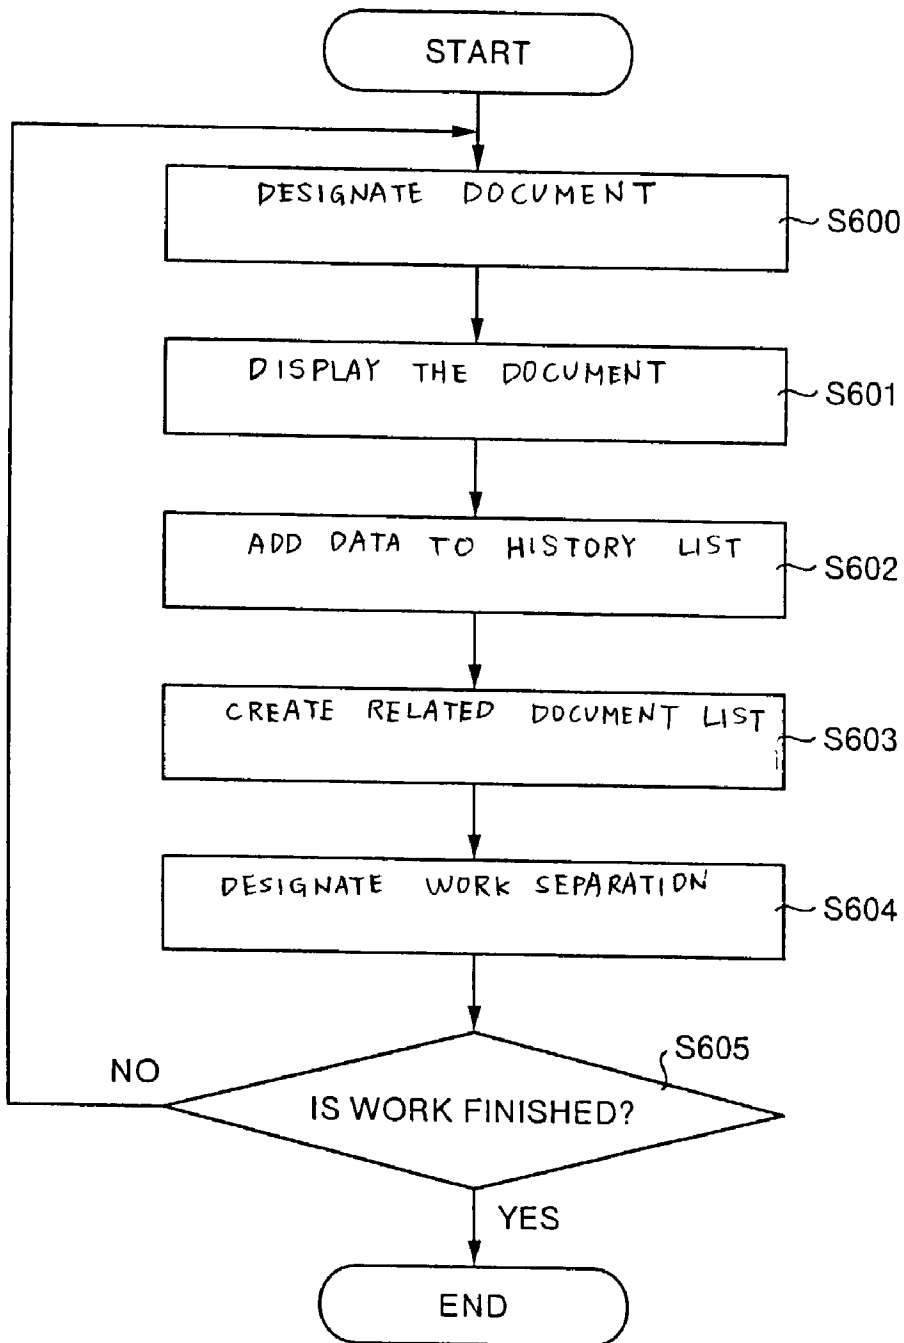 START
DESIGNATE DOCUMENT
S600
DISPLAY THE DOCUMENT
S601
ADD DATA TO HISTORY LIST
S602
CREATE RELATED DOCUMENT LIST
S603
DESIGNATE WORK SEPARATION
S604
S605
NO
IS WORK FINISHED?
YES
END